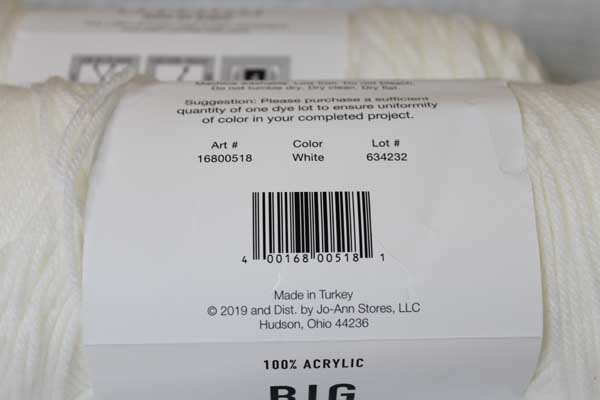 Machine washable. Low iron. Do not bleach.
Do not tumble dry. Dry clean. Dry flat.
Suggestion: Please purchase a sufficient
quantity of one dye lot to ensure uniformity
of color in your completed project.
Art # Color Lot #
16800518 White 634232
4 00168 00518 1
Made in Turkey
© 2019 and Dist. by Jo-Ann Stores, LLC
Hudson, Ohio 44236
100% ACRYLIC
BIG